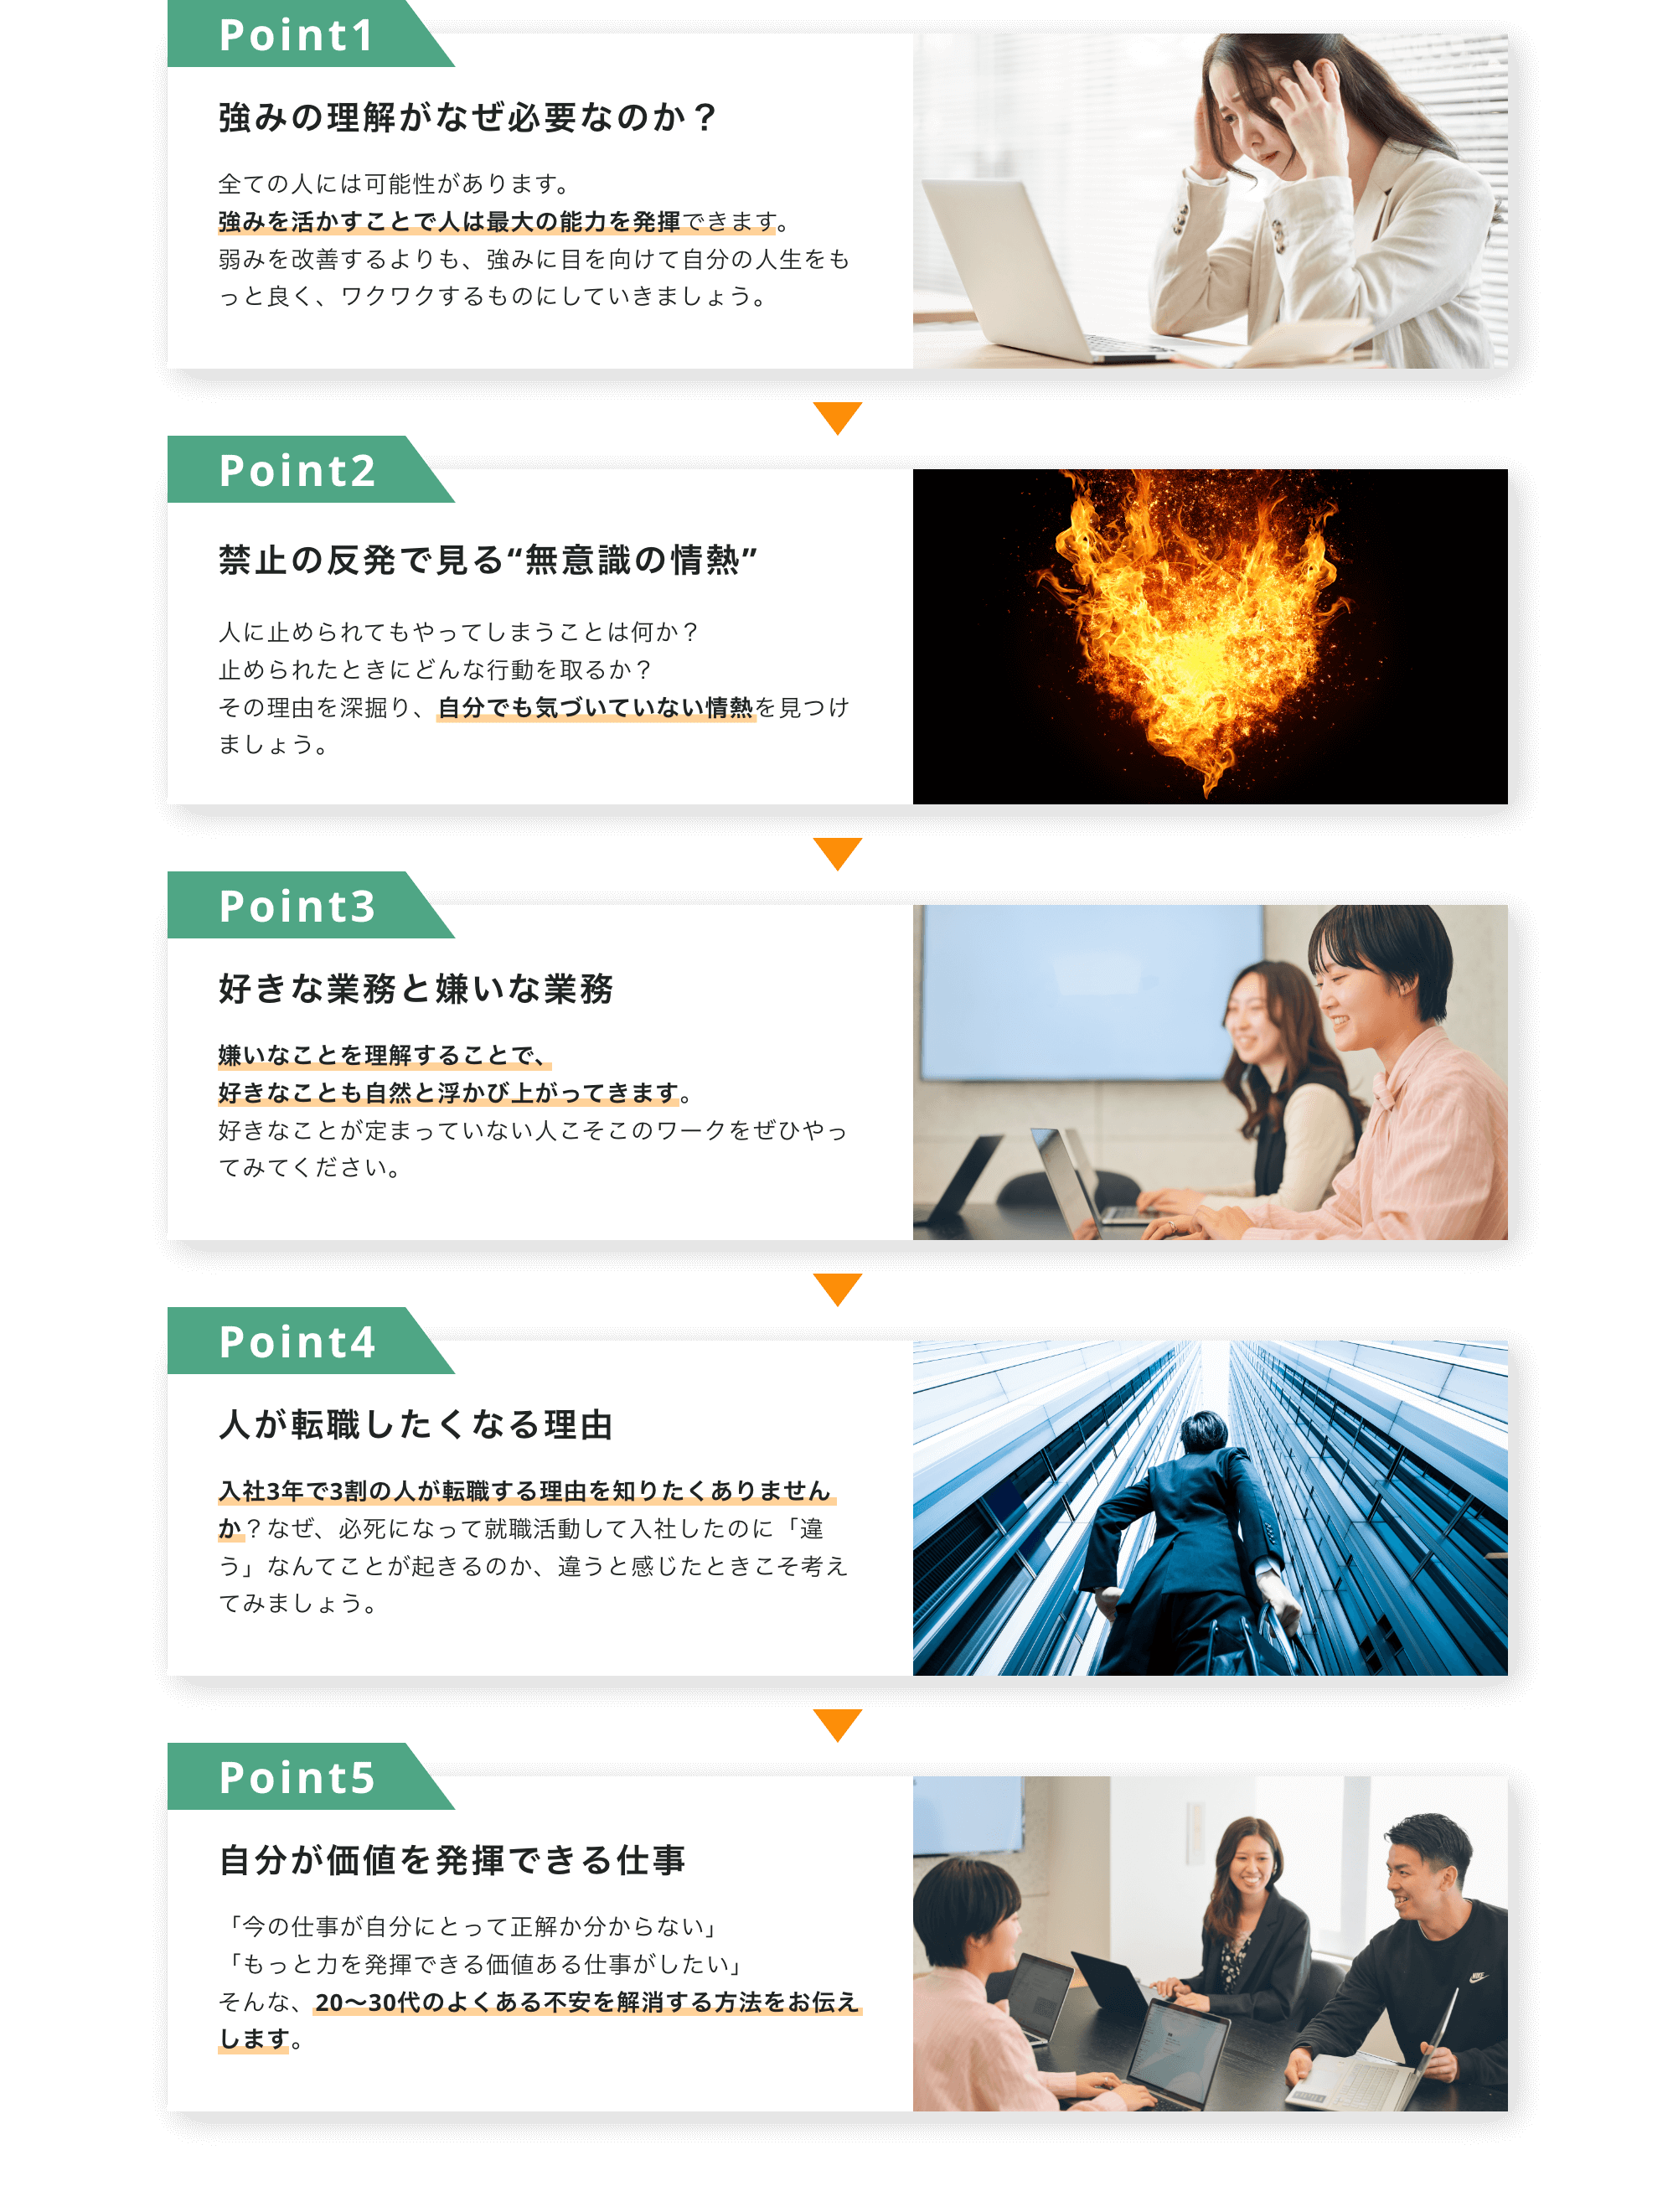 Point1
強みの理解がなぜ必要なのか？
全ての人には可能性があります。
強みを活かすことで人は最大の能力を発揮できます。
弱みを改善するよりも、強みに目を向けて自分の人生をも
っと良く、ワクワクするものにしていきましょう。
Point2
禁止の反発で見る“無意識の情熱”
人に止められてもやってしまうことは何か？
止められたときにどんな行動を取るか？
その理由を深掘り、自分でも気づいていない情熱を見つけ
ましょう。
Point3
好きな業務と嫌いな業務
嫌いなことを理解することで、
好きなことも自然と浮かび上がってきます。
好きなことが定まっていない人こそこのワークをぜひやっ
てみてください。
Point4
人が転職したくなる理由
入社3年で3割の人が転職する理由を知りたくありません
か？なぜ、必死になって就職活動して入社したのに「違
う」なんてことが起きるのか、違うと感じたときこそ考え
てみましょう。
Point5
自分が価値を発揮できる仕事
「今の仕事が自分にとって正解か分からない」
「もっと力を発揮できる価値ある仕事がしたい」
そんな、20〜30代のよくある不安を解消する方法をお伝え
します。
NIKE